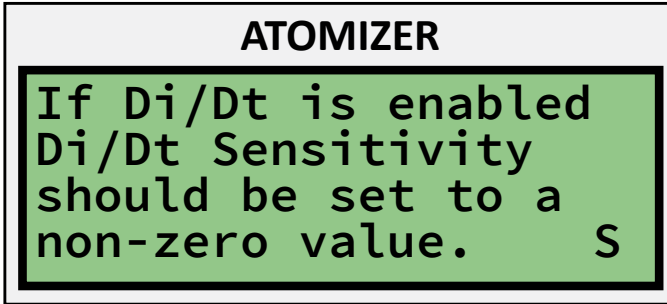 ATOMIZER
If Di/Dt is enabled
Di/Dt Sensitivity
should be set to a
non-zero value. S